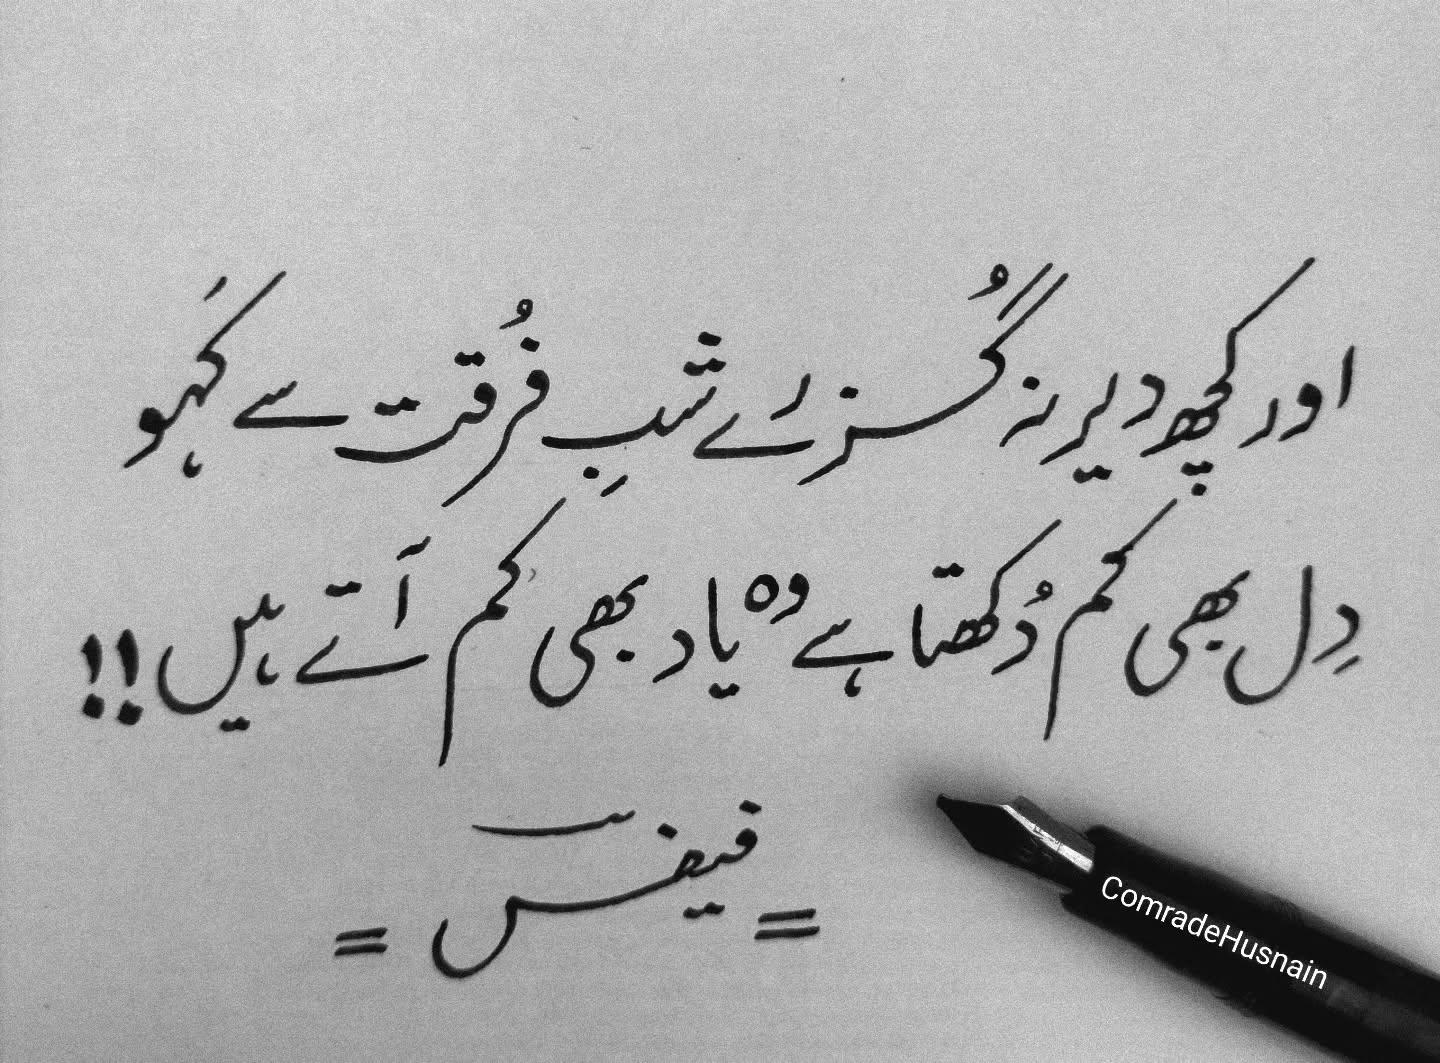 اور کچھ دیر نہ گُزرے شبِ فُرقت سے کَہو
دِل بھی کم دُکھتا ہے وہ یاد بھی کم آتے ہیں !!
= فیض =
ComradeHusnain